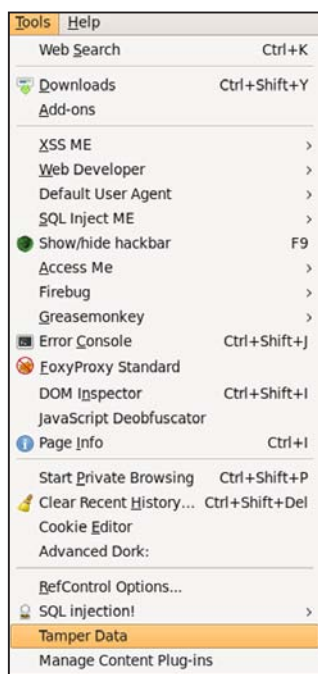 Tools Help
Web Search Ctrl+K
Downloads Ctrl+Shift+Y
Add-ons
XSS ME >
Web Developer >
Default User Agent >
SQL Inject ME >
Show/hide hackbar F9
Access Me >
Firebug >
Greasemonkey >
Error Console Ctrl+Shift+J
FoxyProxy Standard
DOM Inspector Ctrl+Shift+I
JavaScript Deobfuscator
Page Info Ctrl+I
Start Private Browsing Ctrl+Shift+P
Clear Recent History... Ctrl+Shift+Del
Cookie Editor
Advanced Dork:
RefControl Options...
SQL injection! >
Tamper Data
Manage Content Plug-ins